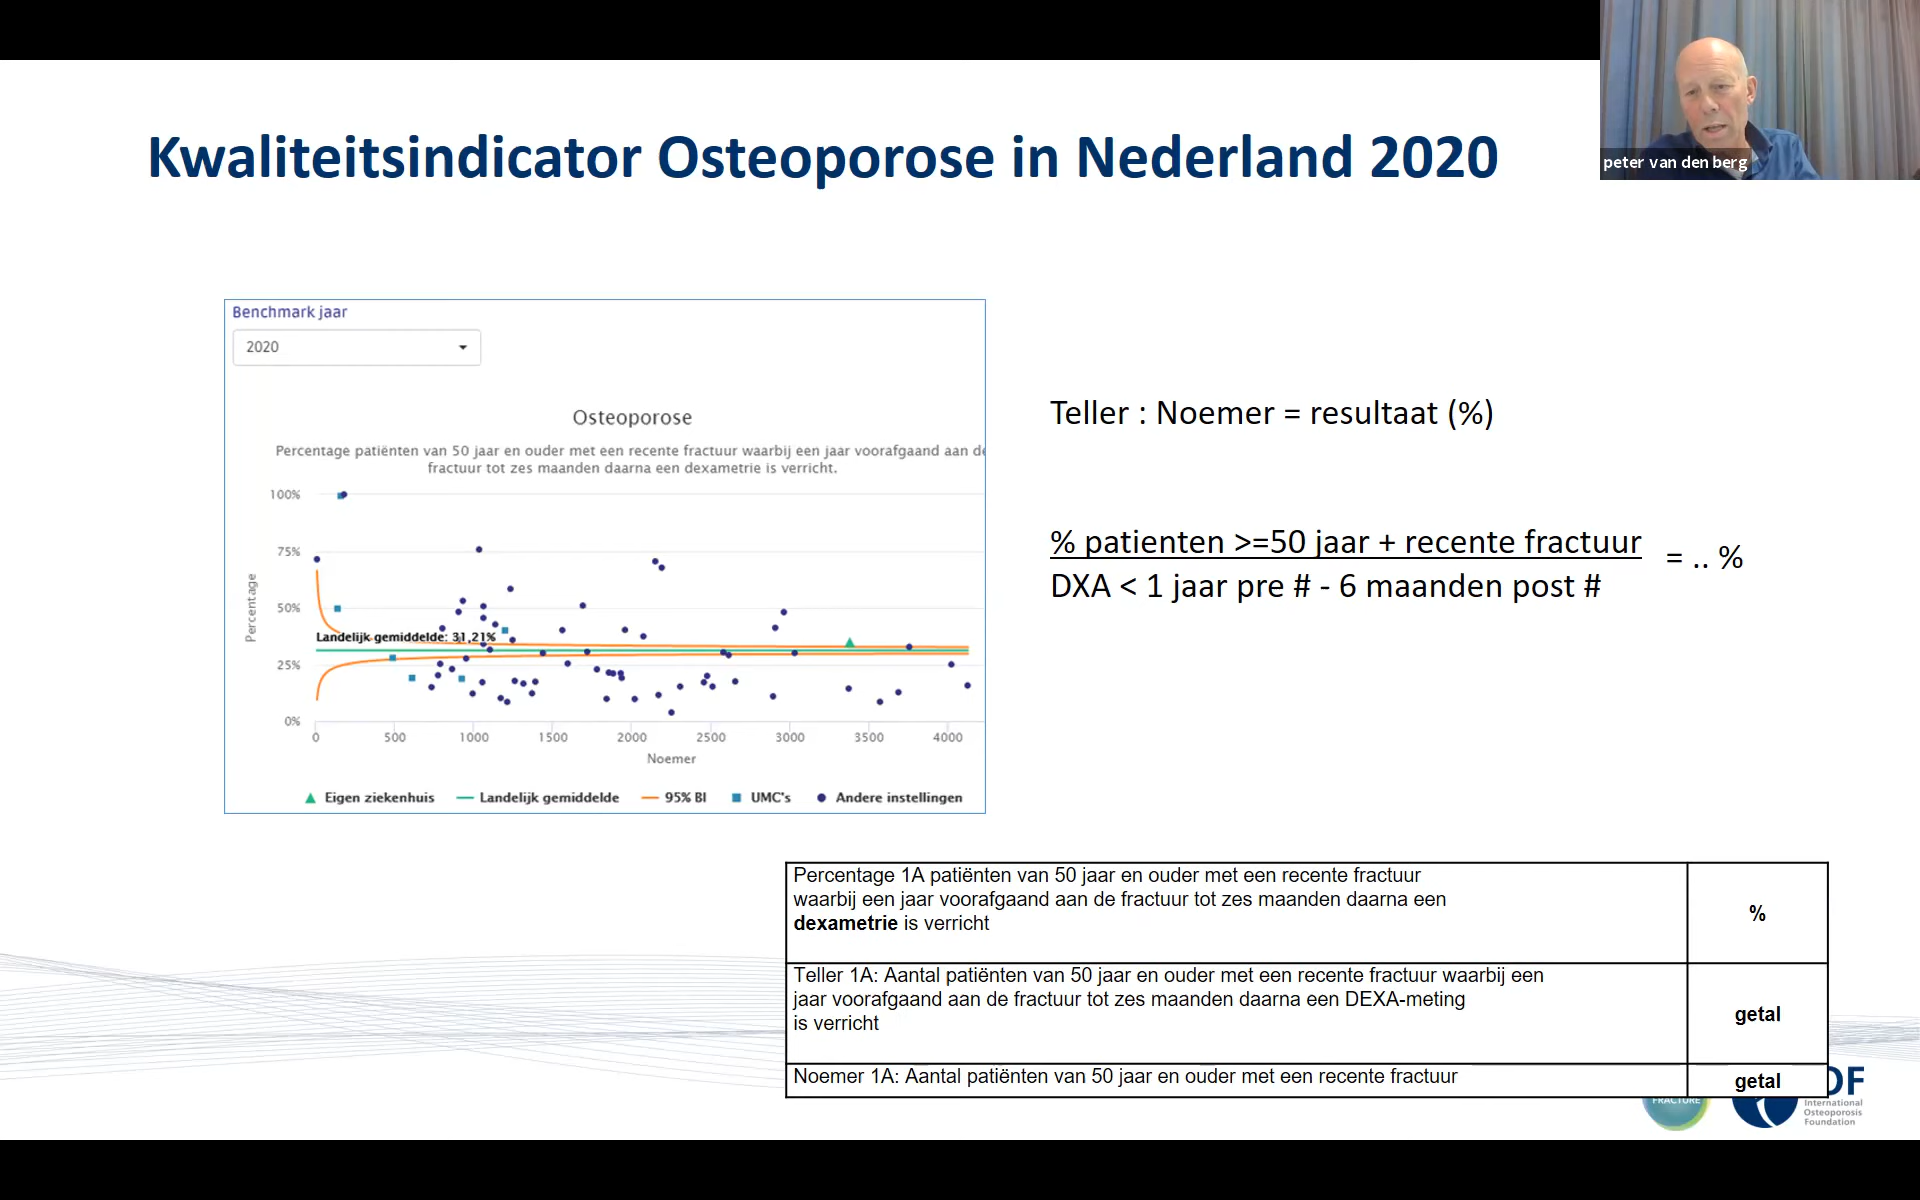 peter van den berg
Kwaliteitsindicator Osteoporose in Nederland 2020
Benchmark jaar
2020
Osteoporose
Percentage patiënten van 50 jaar en ouder met een recente fractuur waarbij een jaar voorafgaand aan de
fractuur tot zes maanden daarna een dexametrie is verricht.
100%
75%
50%
25%
0%
Percentage
Landelijk gemiddelde: 31,21%
0 500 1000 1500 2000 2500 3000 3500 4000
Noemer
Eigen ziekenhuis Landelijk gemiddelde 95% BI UMC's Andere instellingen
Teller : Noemer = resultaat (%)
% patienten >=50 jaar + recente fractuur
= .. %
DXA < 1 jaar pre # - 6 maanden post #
Percentage 1A patiënten van 50 jaar en ouder met een recente fractuur
waarbij een jaar voorafgaand aan de fractuur tot zes maanden daarna een
dexametrie is verricht
%
Teller 1A: Aantal patiënten van 50 jaar en ouder met een recente fractuur waarbij een
jaar voorafgaand aan de fractuur tot zes maanden daarna een DEXA-meting
is verricht
getal
Noemer 1A: Aantal patiënten van 50 jaar en ouder met een recente fractuur
getal
FRACTURE
OF
International
Osteoporosis
Foundation